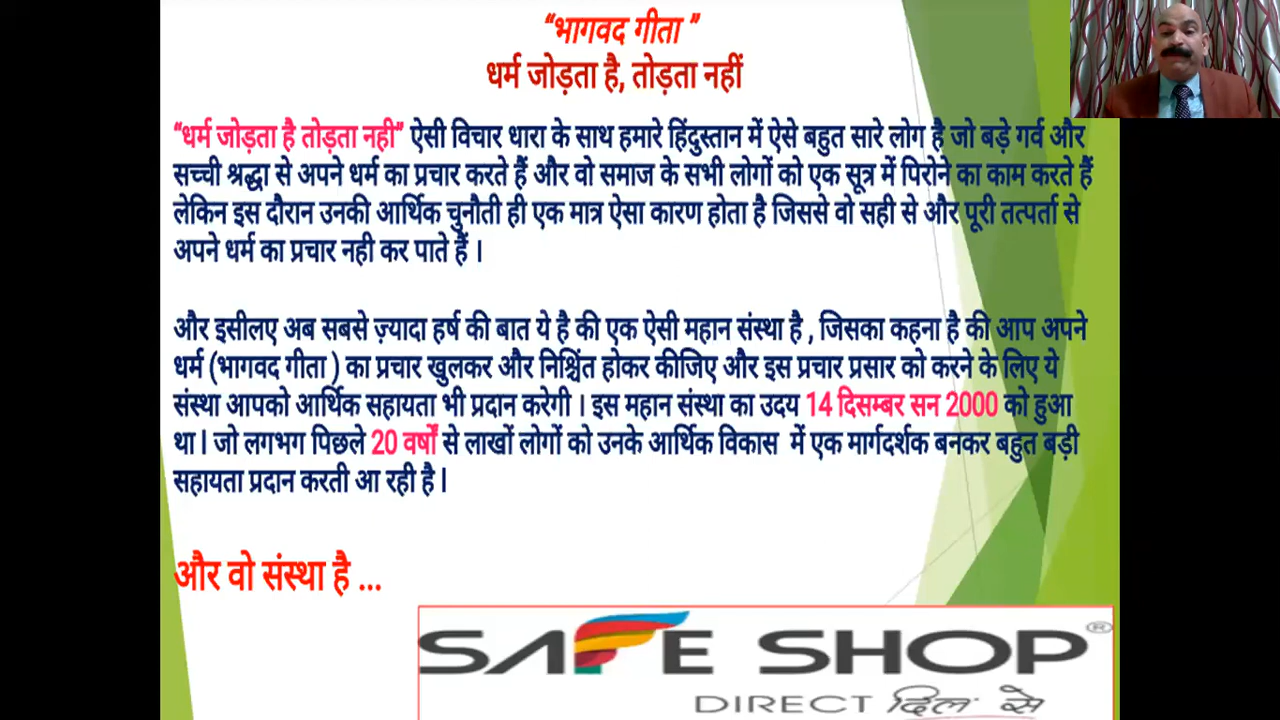 “भागवद गीता ”
धर्म जोड़ता है, तोड़ता नहीं
“धर्म जोड़ता है तोड़ता नही” ऐसी विचार धारा के साथ हमारे हिंदुस्तान में ऐसे बहुत सारे लोग है जो बड़े गर्व और
सच्ची श्रद्धा से अपने धर्म का प्रचार करते हैं और वो समाज के सभी लोगों को एक सूत्र में पिरोने का काम करते हैं
लेकिन इस दौरान उनकी आर्थिक चुनौती ही एक मात्र ऐसा कारण होता है जिससे वो सही से और पूरी तत्पर्ता से
अपने धर्म का प्रचार नही कर पाते हैं ।
और इसीलए अब सबसे ज़्यादा हर्ष की बात ये है की एक ऐसी महान संस्था है , जिसका कहना है की आप अपने
धर्म (भागवद गीता ) का प्रचार खुलकर और निश्चिंत होकर कीजिए और इस प्रचार प्रसार को करने के लिए ये
संस्था आपको आर्थिक सहायता भी प्रदान करेगी । इस महान संस्था का उदय 14 दिसम्बर सन 2000 को हुआ
था l जो लगभग पिछले 20 वर्षों से लाखों लोगों को उनके आर्थिक विकास में एक मार्गदर्शक बनकर बहुत बड़ी
सहायता प्रदान करती आ रही है l
और वो संस्था है ...
SAFE SHOP®
DIRECT दिल से